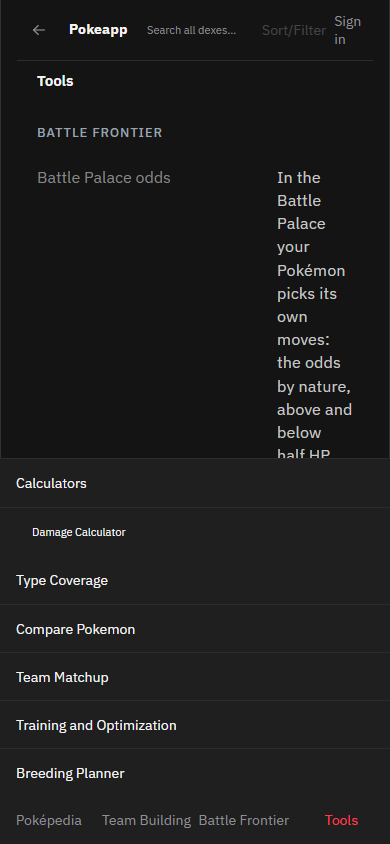 ← Pokeapp Search all dexes... Sort/Filter Sign in
Tools
BATTLE FRONTIER
Battle Palace odds
In the
Battle
Palace
your
Pokémon
picks its
own
moves:
the odds
by nature,
above and
below
half HP
Calculators
Damage Calculator
Type Coverage
Compare Pokemon
Team Matchup
Training and Optimization
Breeding Planner
Poképedia Team Building Battle Frontier Tools